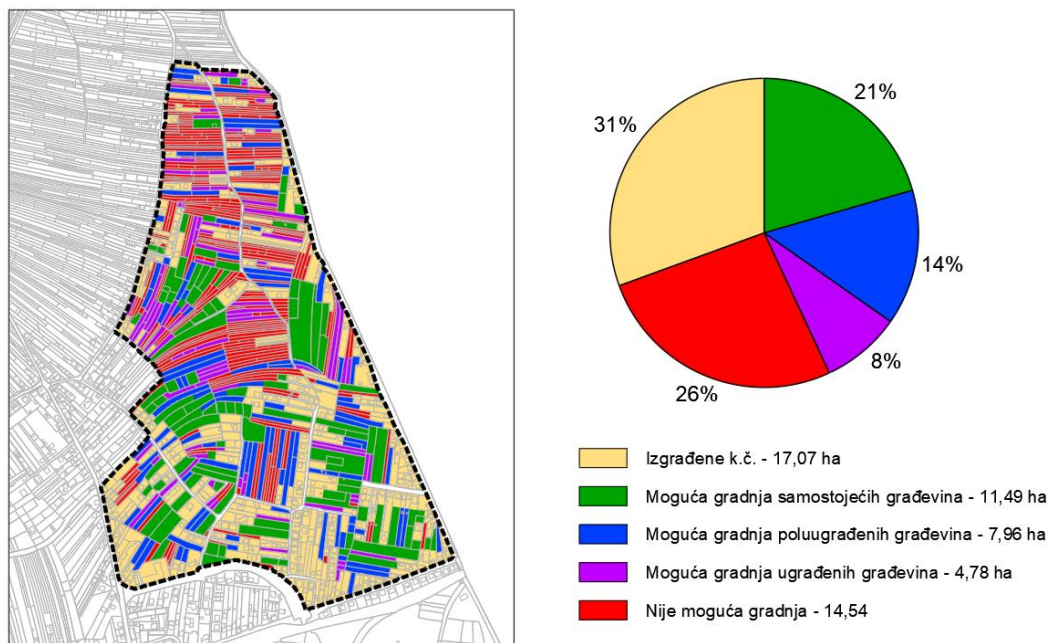 21%
31%
14%
8%
26%
Izgrađene k.č. - 17,07 ha
Moguća gradnja samostojećih građevina - 11,49 ha
Moguća gradnja poluugrađenih građevina - 7,96 ha
Moguća gradnja ugrađenih građevina - 4,78 ha
Nije moguća gradnja - 14,54